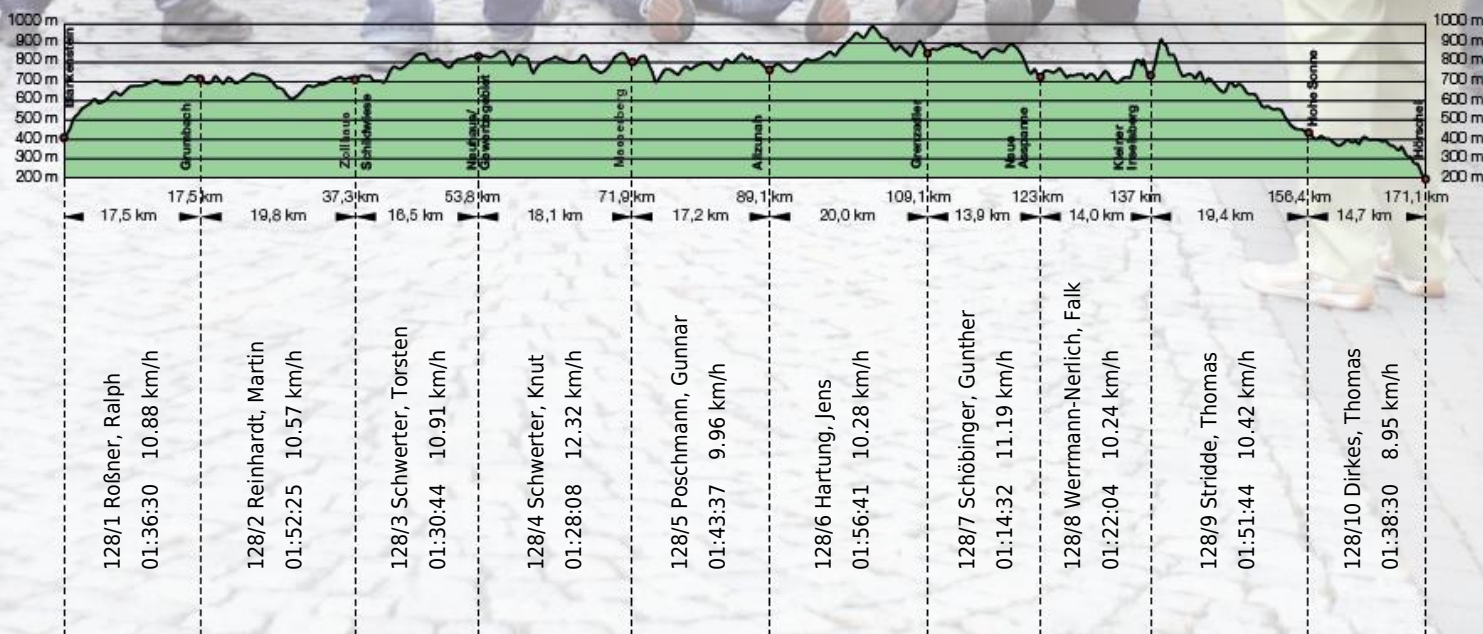 1000 m
900 m
800 m
700 m
600 m
500 m
400 m
300 m
200 m
1000 m
900 m
800 m
700 m
600 m
500 m
400 m
300 m
200 m
Blankenstein
Grumbach
Zollhaus
Schildwiese
Neuhaus/
Masserberg
Allzunah
Grenzadler
Neue
Ausspanne
Kleiner
Inselsberg
Hohe Sonne
Hörschel
17,5 km
37,3 km
53,8 km
71,9 km
89,1 km
109,1 km
123 km
137 km
156,4 km
171,1 km
17,5 km
19,8 km
16,5 km
18,1 km
17,2 km
20,0 km
13,9 km
14,0 km
19,4 km
14,7 km
128/1 Roßner, Ralph
01:36:30 10.88 km/h
128/2 Reinhardt, Martin
01:52:25 10.57 km/h
128/3 Schwerter, Torsten
01:30:44 10.91 km/h
128/4 Schwerter, Knut
01:28:08 12.32 km/h
128/5 Poschmann, Gunnar
01:43:37 9.96 km/h
128/6 Hartung, Jens
01:56:41 10.28 km/h
128/7 Schöbinger, Gunther
01:14:32 11.19 km/h
128/8 Werrmann-Nerlich, Falk
01:22:04 10.24 km/h
128/9 Stridde, Thomas
01:51:44 10.42 km/h
128/10 Dirkes, Thomas
01:38:30 8.95 km/h